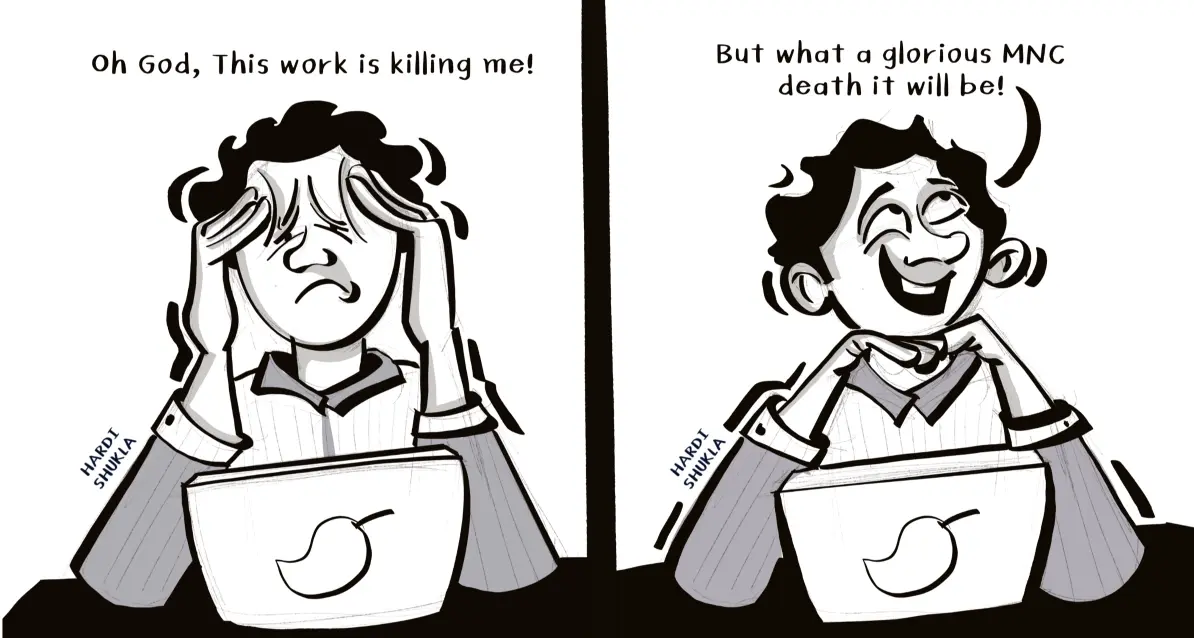 Oh God, This work is killing me!
HARDI
SHUKLA
But what a glorious MNC
death it will be!
HARDI
SHUKLA